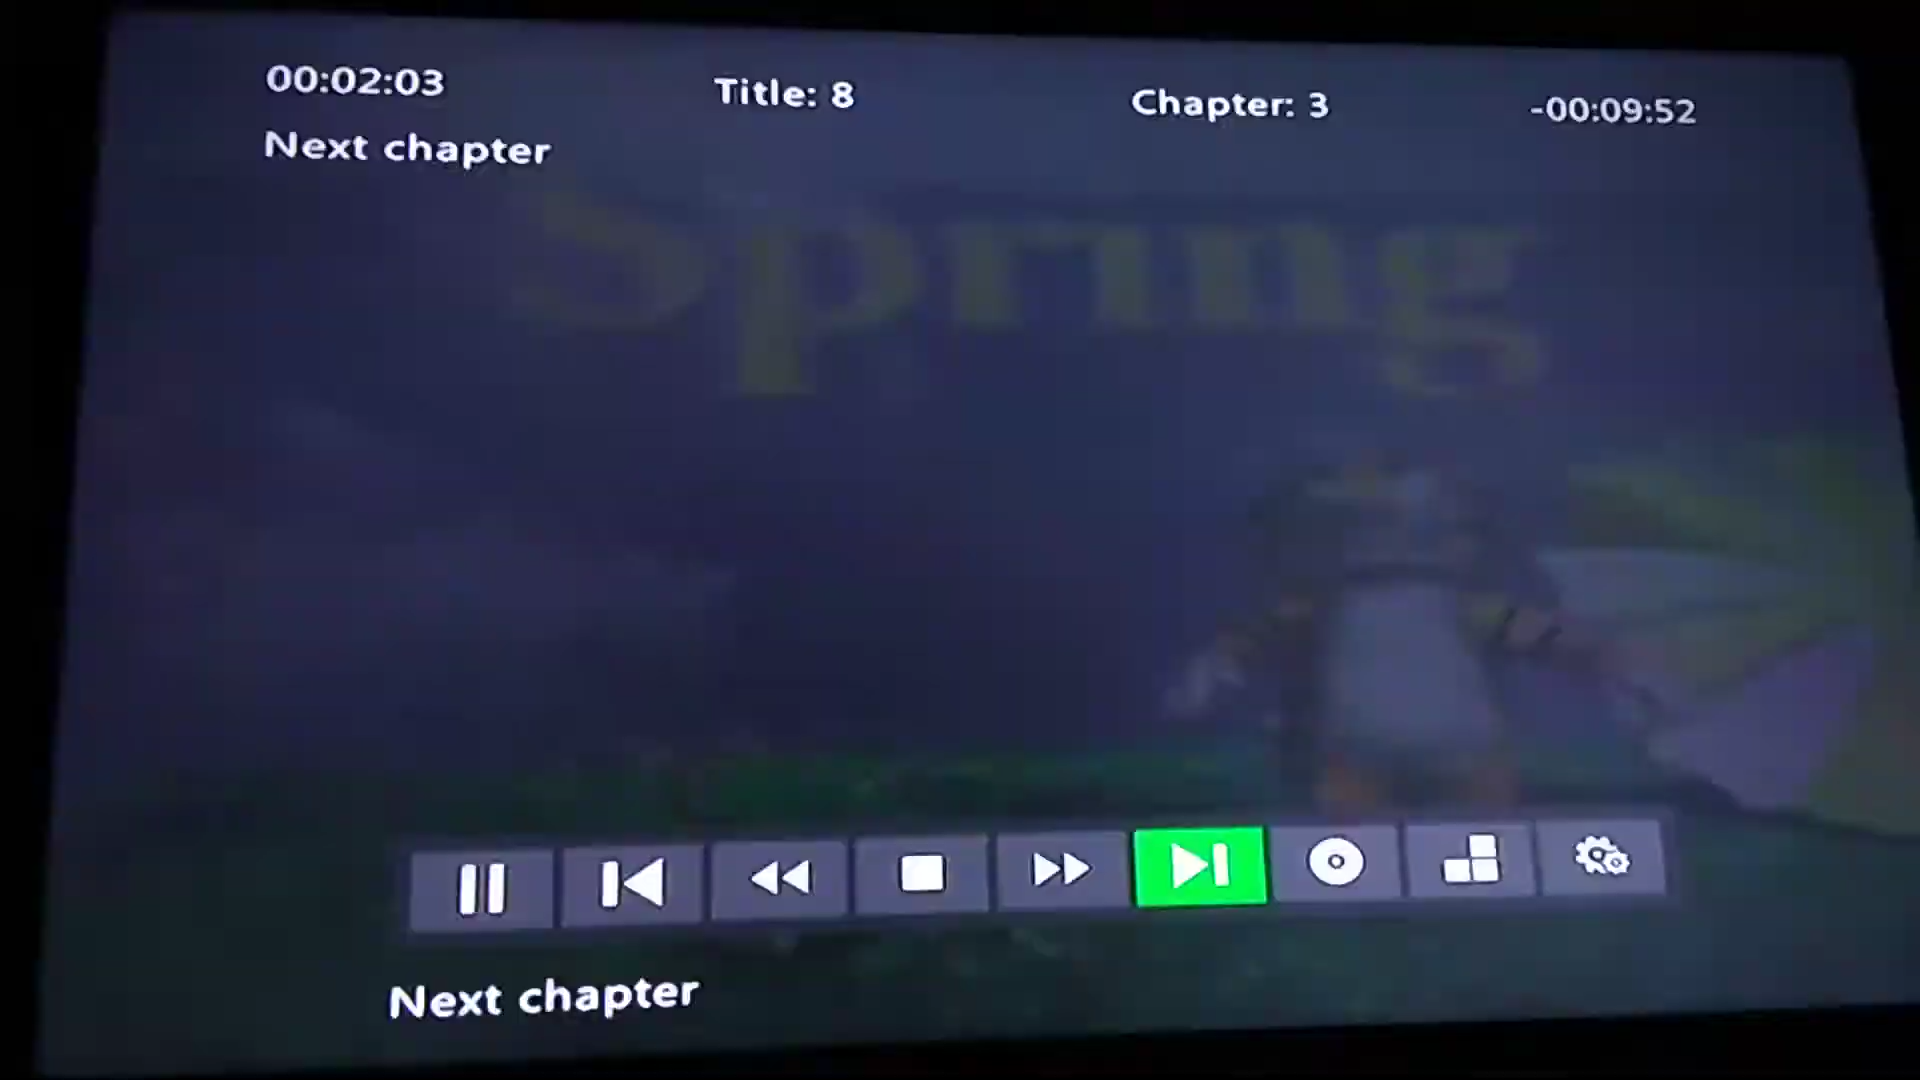 00:02:03
Title: 8
Chapter: 3
-00:09:52
Next chapter
Spring
Next chapter